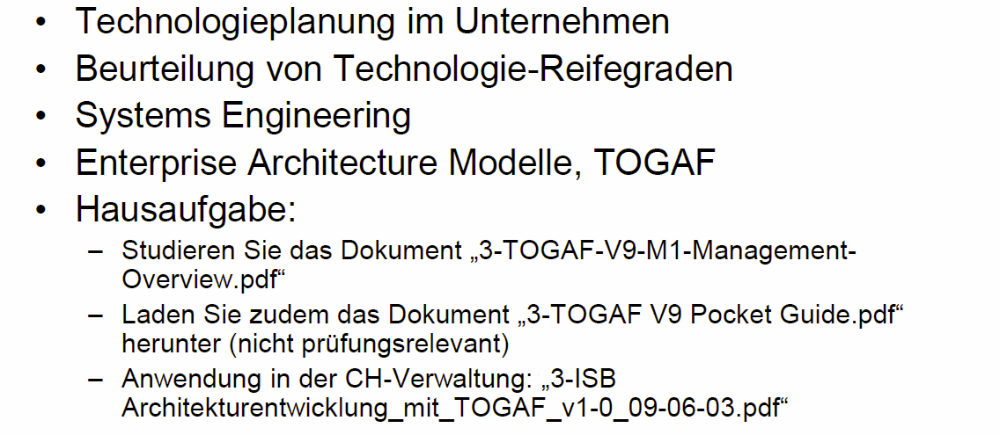 • Technologieplanung im Unternehmen
• Beurteilung von Technologie-Reifegraden
• Systems Engineering
• Enterprise Architecture Modelle, TOGAF
• Hausaufgabe:
– Studieren Sie das Dokument „3-TOGAF-V9-M1-Management-
Overview.pdf“
– Laden Sie zudem das Dokument „3-TOGAF V9 Pocket Guide.pdf“
herunter (nicht prüfungsrelevant)
– Anwendung in der CH-Verwaltung: „3-ISB
Architekturentwicklung_mit_TOGAF_v1-0_09-06-03.pdf“